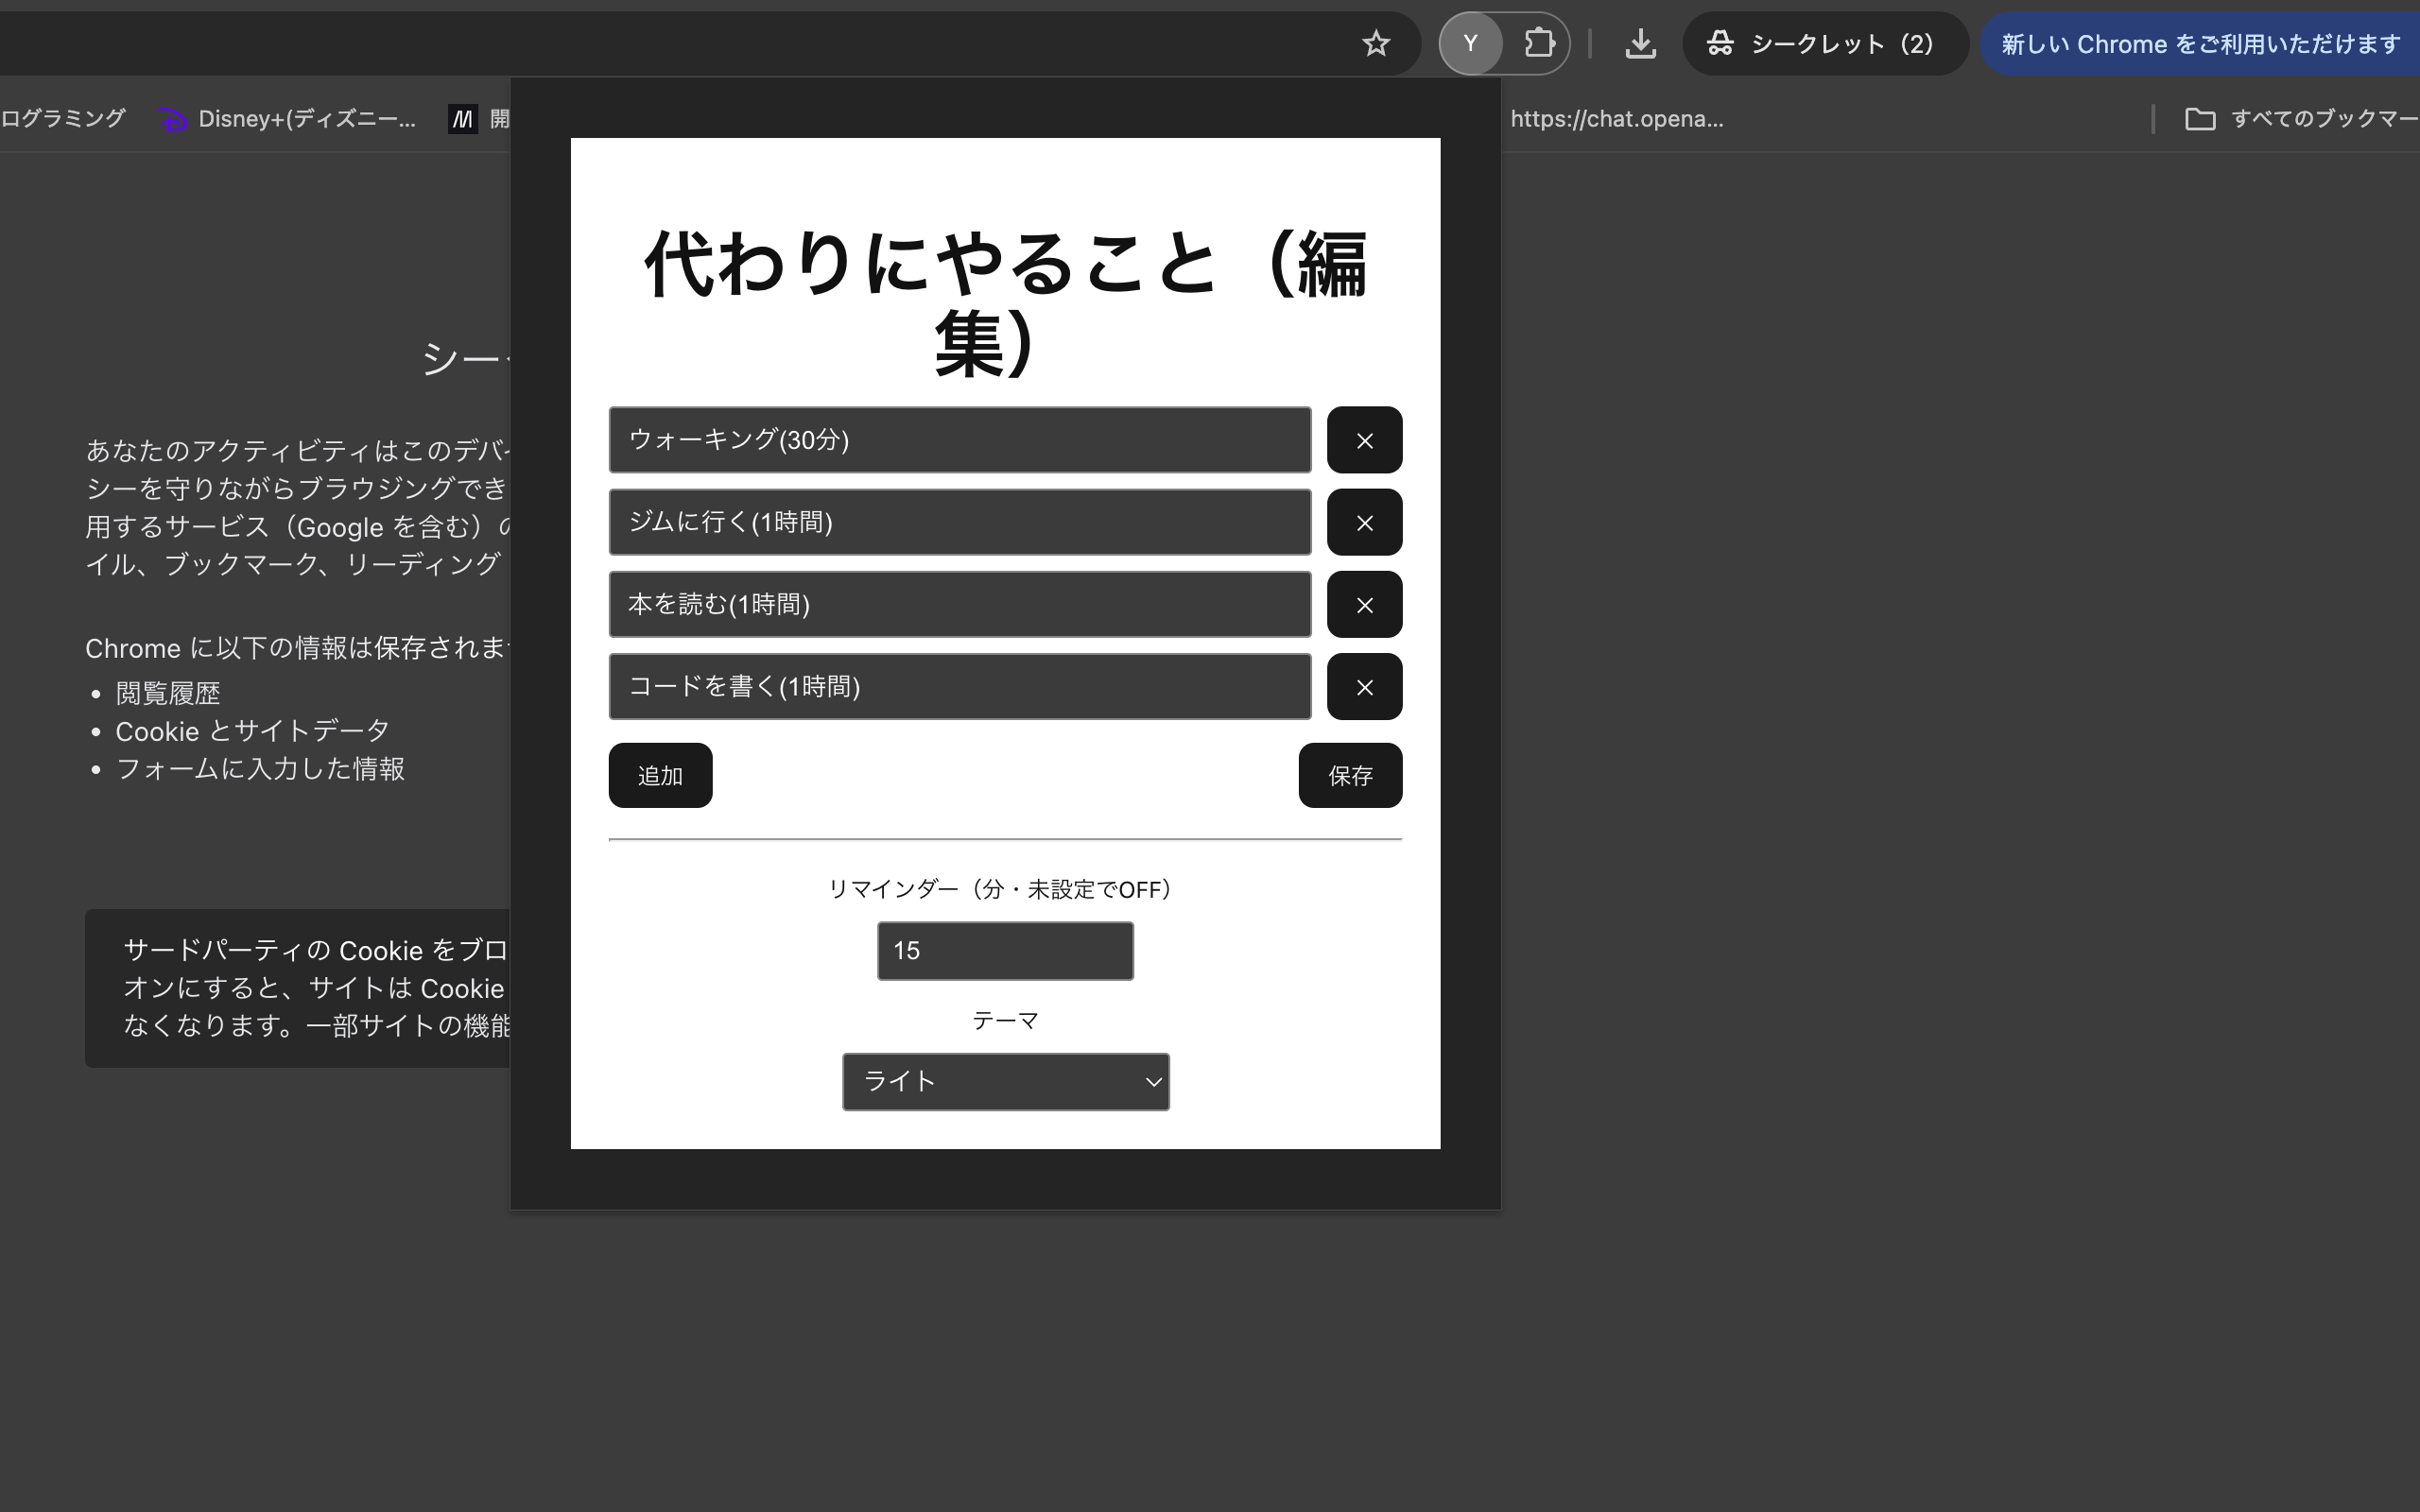 Y
シークレット（2）
新しい Chrome をご利用いただけます
ログラミング
Disney+(ディズニー...
開
https://chat.opena...
すべてのブックマー
シー
あなたのアクティビティはこのデバ
シーを守りながらブラウジングでき
用するサービス（Google を含む）の
イル、ブックマーク、リーディング
Chrome に以下の情報は保存されま
• 閲覧履歴
• Cookie とサイトデータ
• フォームに入力した情報
サードパーティの Cookie をブロ
オンにすると、サイトは Cookie
なくなります。一部サイトの機能
代わりにやること（編
集）
ウォーキング(30分)
×
ジムに行く(1時間)
×
本を読む(1時間)
×
コードを書く(1時間)
×
追加
保存
リマインダー（分・未設定でOFF）
15
テーマ
ライト